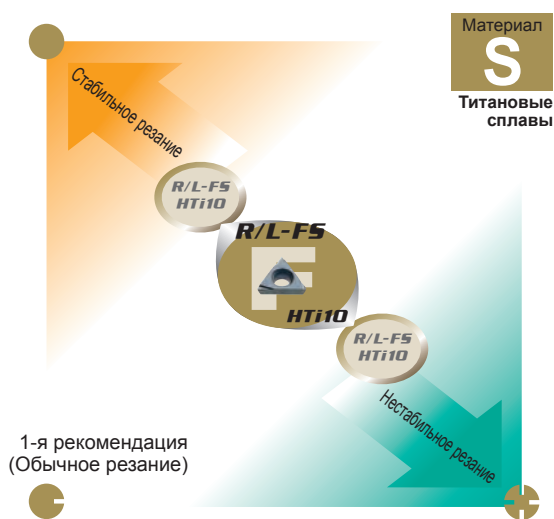 Материал
S
Титановые
сплавы
Стабильное резание
R/L-FS
HTi10
R/L-FS
F
HTi10
R/L-FS
HTi10
Нестабильное резание
1-я рекомендация
(Обычное резание)